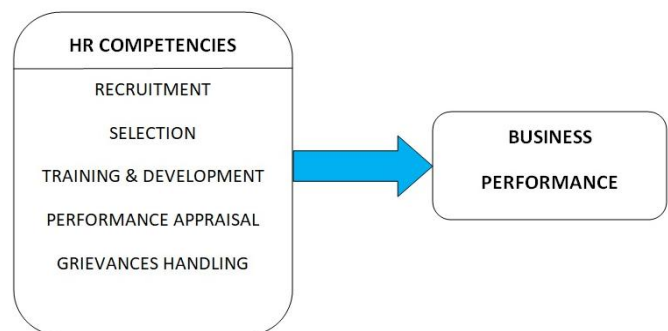 HR COMPETENCIES
RECRUITMENT
SELECTION
TRAINING & DEVELOPMENT
PERFORMANCE APPRAISAL
GRIEVANCES HANDLING
BUSINESS
PERFORMANCE